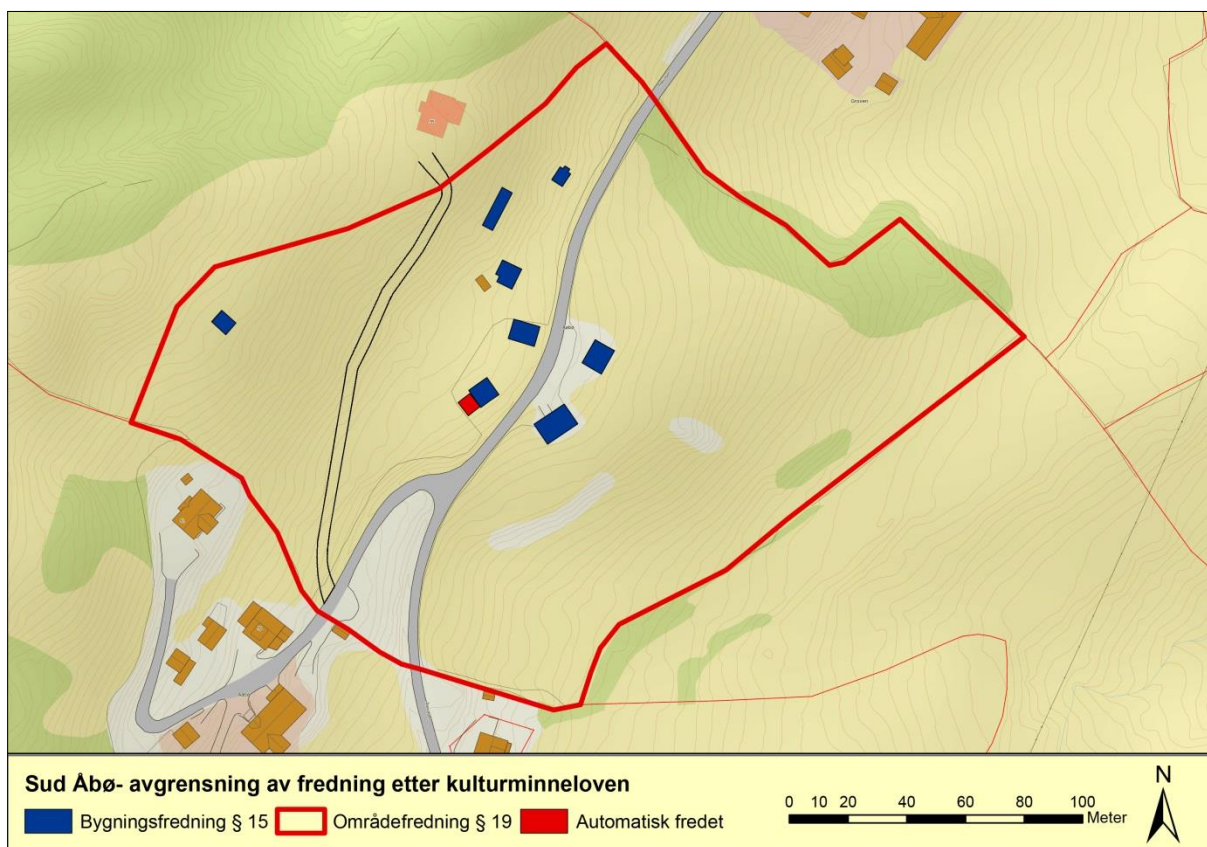 Graven
Sud Åbø- avgrensning av fredning etter kulturminneloven
Bygningsfredning § 15 Områdefredning § 19 Automatisk fredet
0 10 20 40 60 80 100
Meter
N